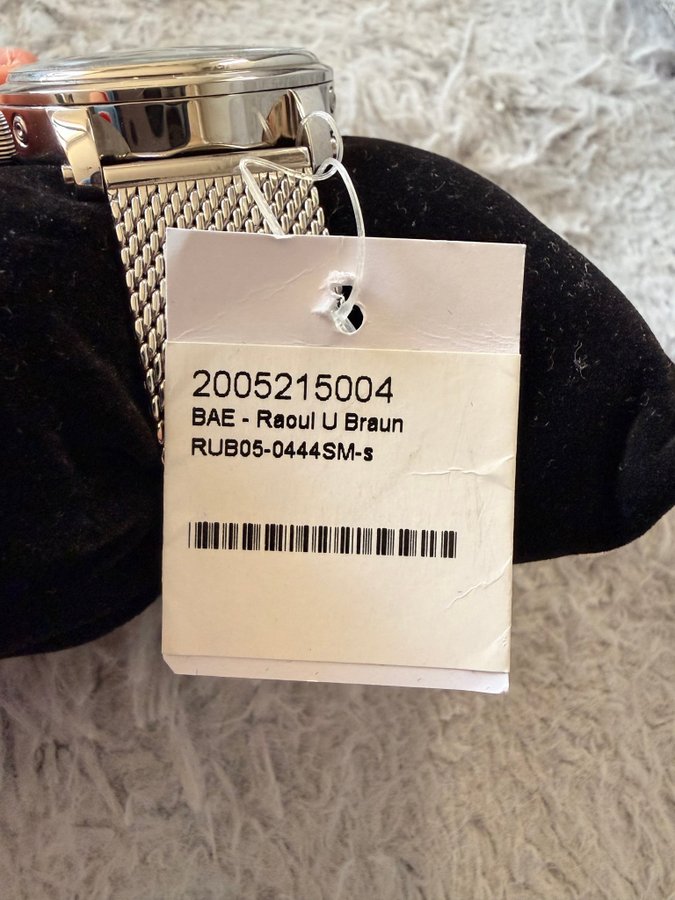 2005215004
BAE - Raoul U Braun
RUB05-0444SM-s